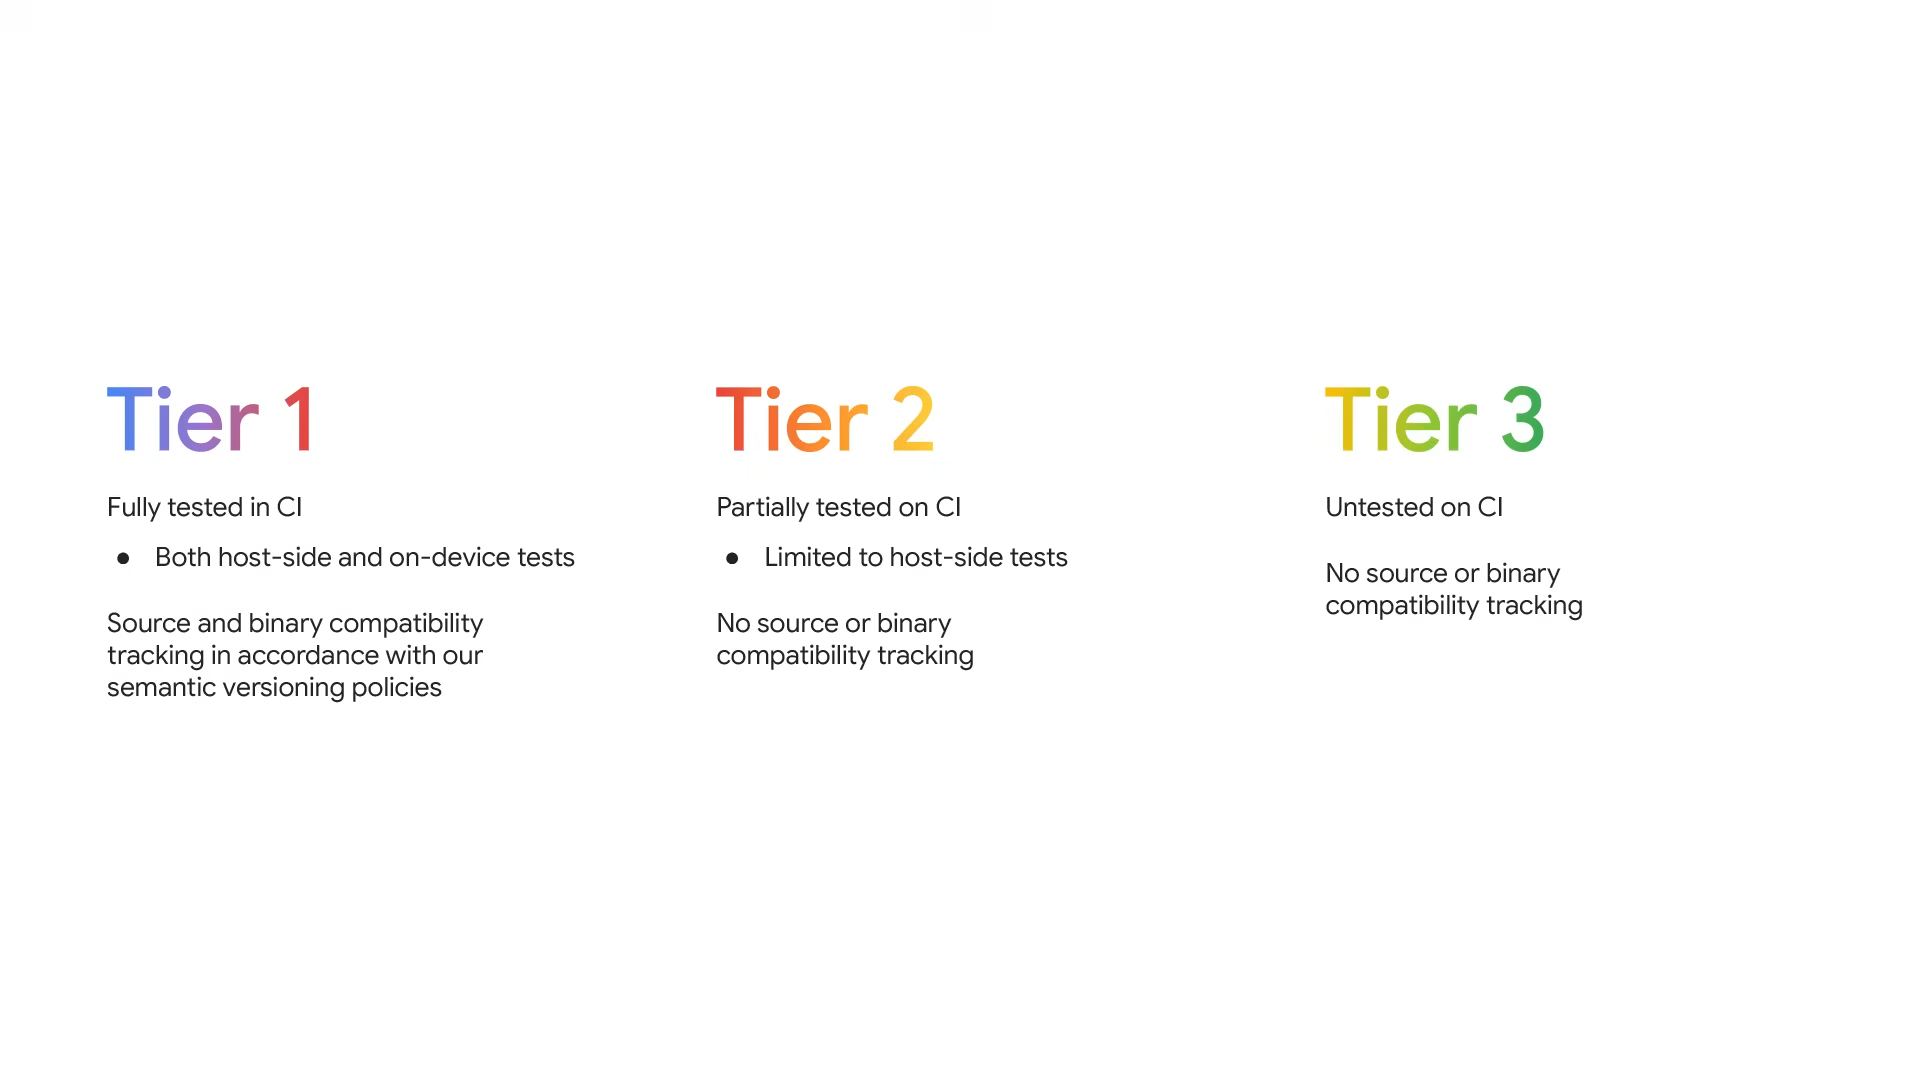 Tier 1
Fully tested in CI
● Both host-side and on-device tests
Source and binary compatibility
tracking in accordance with our
semantic versioning policies
Tier 2
Partially tested on CI
● Limited to host-side tests
No source or binary
compatibility tracking
Tier 3
Untested on CI
No source or binary
compatibility tracking